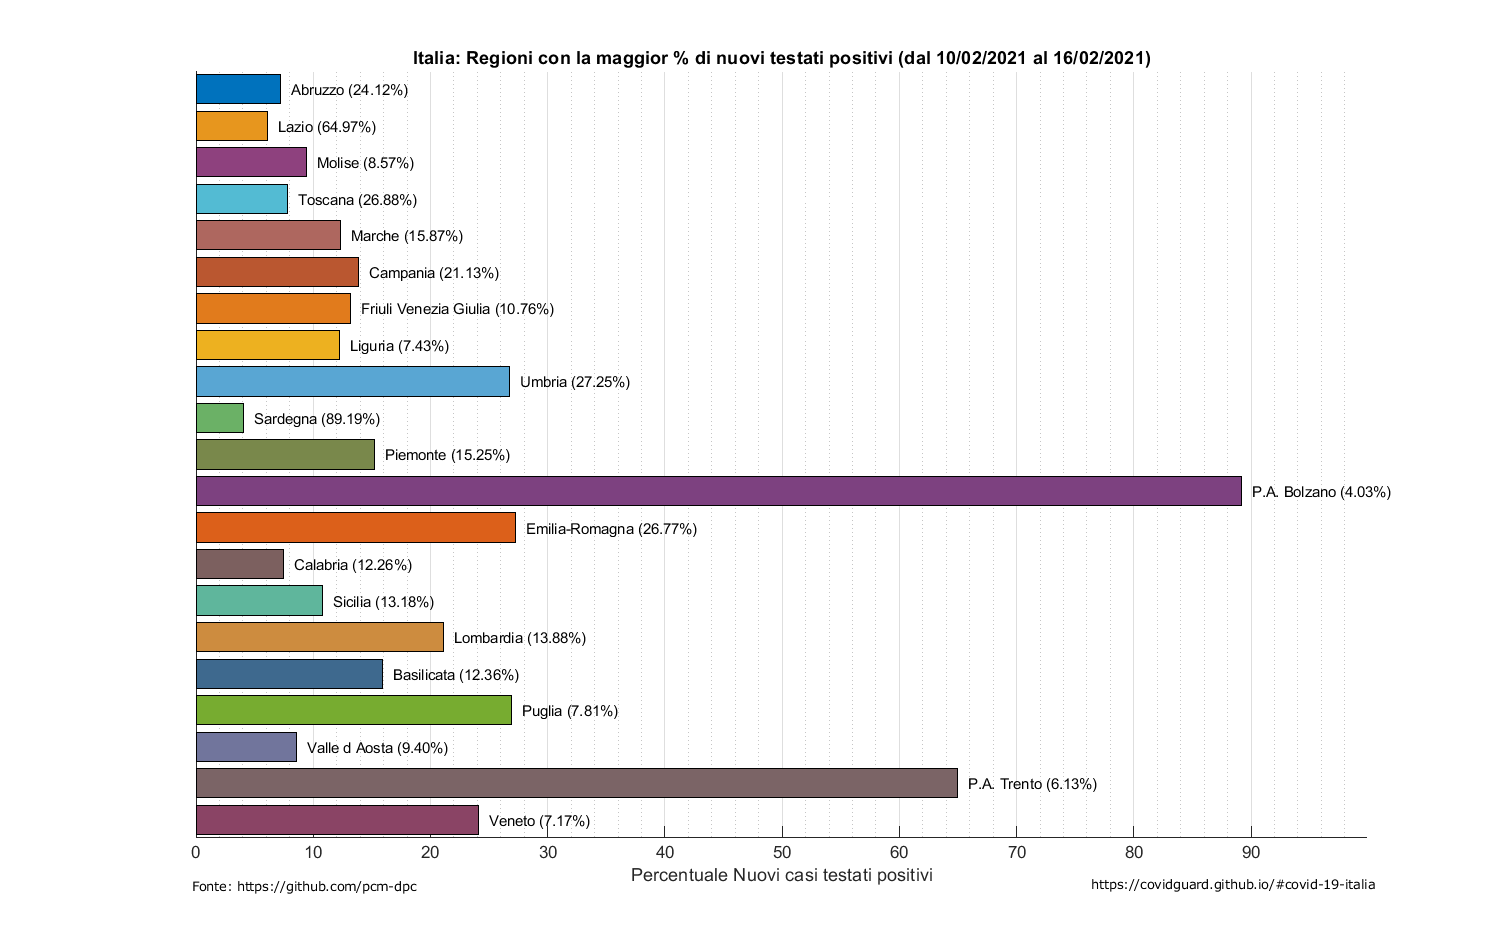 Italia: Regioni con la maggior % di nuovi testati positivi (dal 10/02/2021 al 16/02/2021)
Abruzzo (24.12%)
Lazio (64.97%)
Molise (8.57%)
Toscana (26.88%)
Marche (15.87%)
Campania (21.13%)
Friuli Venezia Giulia (10.76%)
Liguria (7.43%)
Umbria (27.25%)
Sardegna (89.19%)
Piemonte (15.25%)
P.A. Bolzano (4.03%)
Emilia-Romagna (26.77%)
Calabria (12.26%)
Sicilia (13.18%)
Lombardia (13.88%)
Basilicata (12.36%)
Puglia (7.81%)
Valle d Aosta (9.40%)
P.A. Trento (6.13%)
Veneto (7.17%)
0 10 20 30 40 50 60 70 80 90
Percentuale Nuovi casi testati positivi
Fonte: https://github.com/pcm-dpc
https://covidguard.github.io/#covid-19-italia